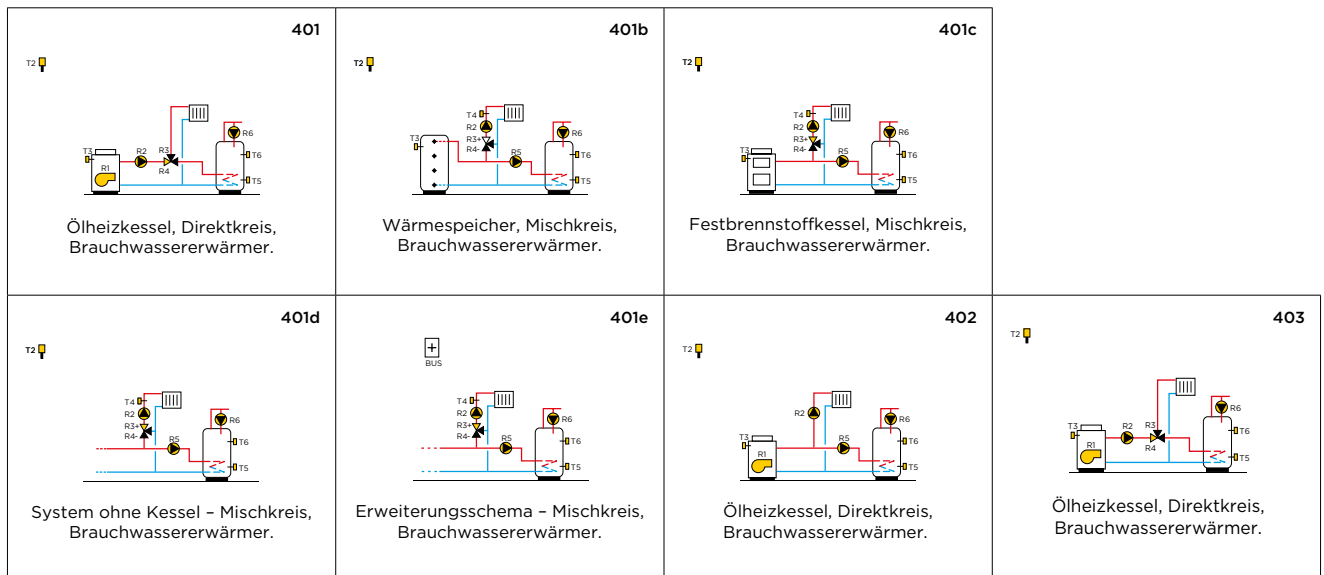 401
T2
T3
R1
R2
R3
R4
R6
T6
T5
Ölheizkessel, Direktkreis,
Brauchwassererwärmer.
401b
T2
T4
R2
R3+
R4-
T3
R5
R6
T6
T5
Wärmespeicher, Mischkreis,
Brauchwassererwärmer.
401c
T2
T4
R2
R3+
R4-
T3
R5
R6
T6
T5
Festbrennstoffkessel, Mischkreis,
Brauchwassererwärmer.
401d
T2
T4
R2
R3+
R4-
R5
R6
T6
T5
System ohne Kessel – Mischkreis,
Brauchwassererwärmer.
401e
BUS
T4
R2
R3+
R4-
R5
R6
T6
T5
Erweiterungsschema – Mischkreis,
Brauchwassererwärmer.
402
T2
R2
T3
R1
R5
R6
T6
T5
Ölheizkessel, Direktkreis,
Brauchwassererwärmer.
403
T2
T3
R1
R2
R3
R4
R6
T6
T5
Ölheizkessel, Direktkreis,
Brauchwassererwärmer.